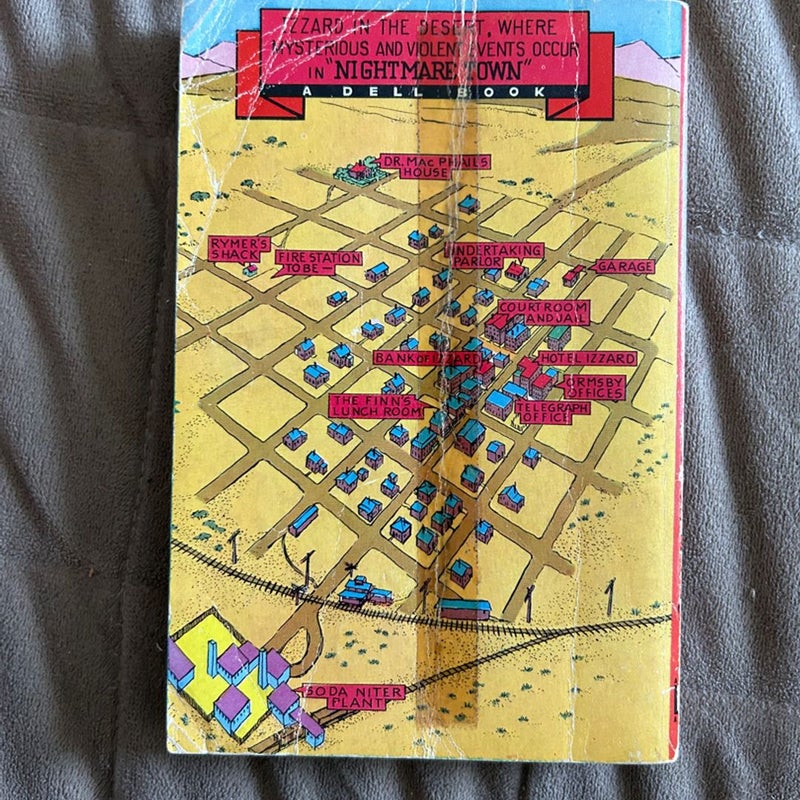 IZZARD IN THE DESERT, WHERE
MYSTERIOUS AND VIOLENT EVENTS OCCUR
IN "NIGHTMARE TOWN"
A DELL BOOK
DR. MAC PHAIL'S
HOUSE
RYMER'S
SHACK
FIRE STATION
TO BE —
UNDERTAKING
PARLOR
GARAGE
COURTROOM
AND JAIL
BANK OF IZZARD
HOTEL IZZARD
ORMSBY
OFFICES
THE FINN'S
LUNCH ROOM
TELEGRAPH
OFFICE
SODA NITER
PLANT